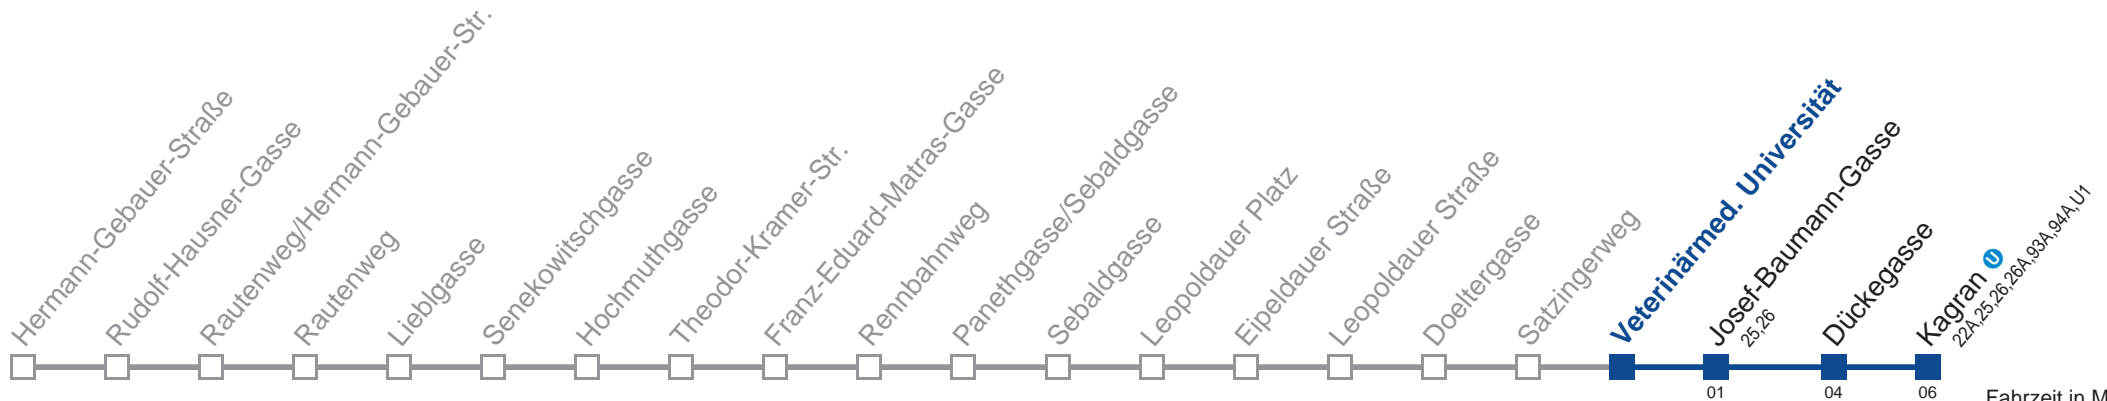 Hermann-Gebauer-Straße
Rudolf-Hausner-Gasse
Rautenweg/Hermann-Gebauer-Str.
Rautenweg
Lieblgasse
Senekowitschgasse
Hochmuthgasse
Theodor-Kramer-Str.
Franz-Eduard-Matras-Gasse
Rennbahnweg
Panethgasse/Sebaldgasse
Sebaldgasse
Leopoldauer Platz
Eipeldauer Straße
Leopoldauer Straße
Doeltergasse
Satzingerweg
Veterinärmed. Universität
Josef-Baumann-Gasse
25,26
Dückegasse
Kagran U
22A,25,26,26A,93A,94A,U1
01
04
06
Fahrzeit in M